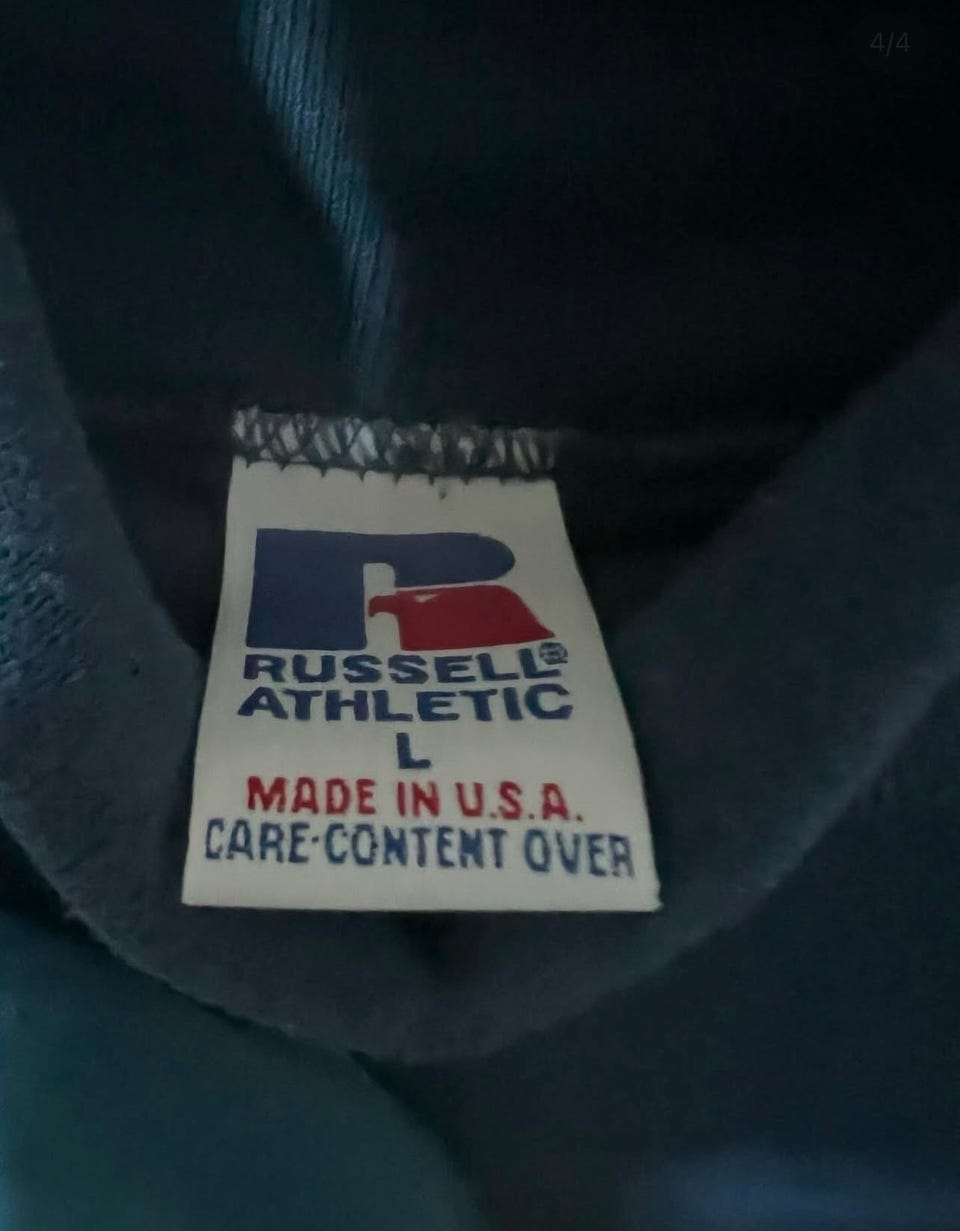 4/4
RUSSELL®
ATHLETIC
L
MADE IN U.S.A.
CARE·CONTENT OVER